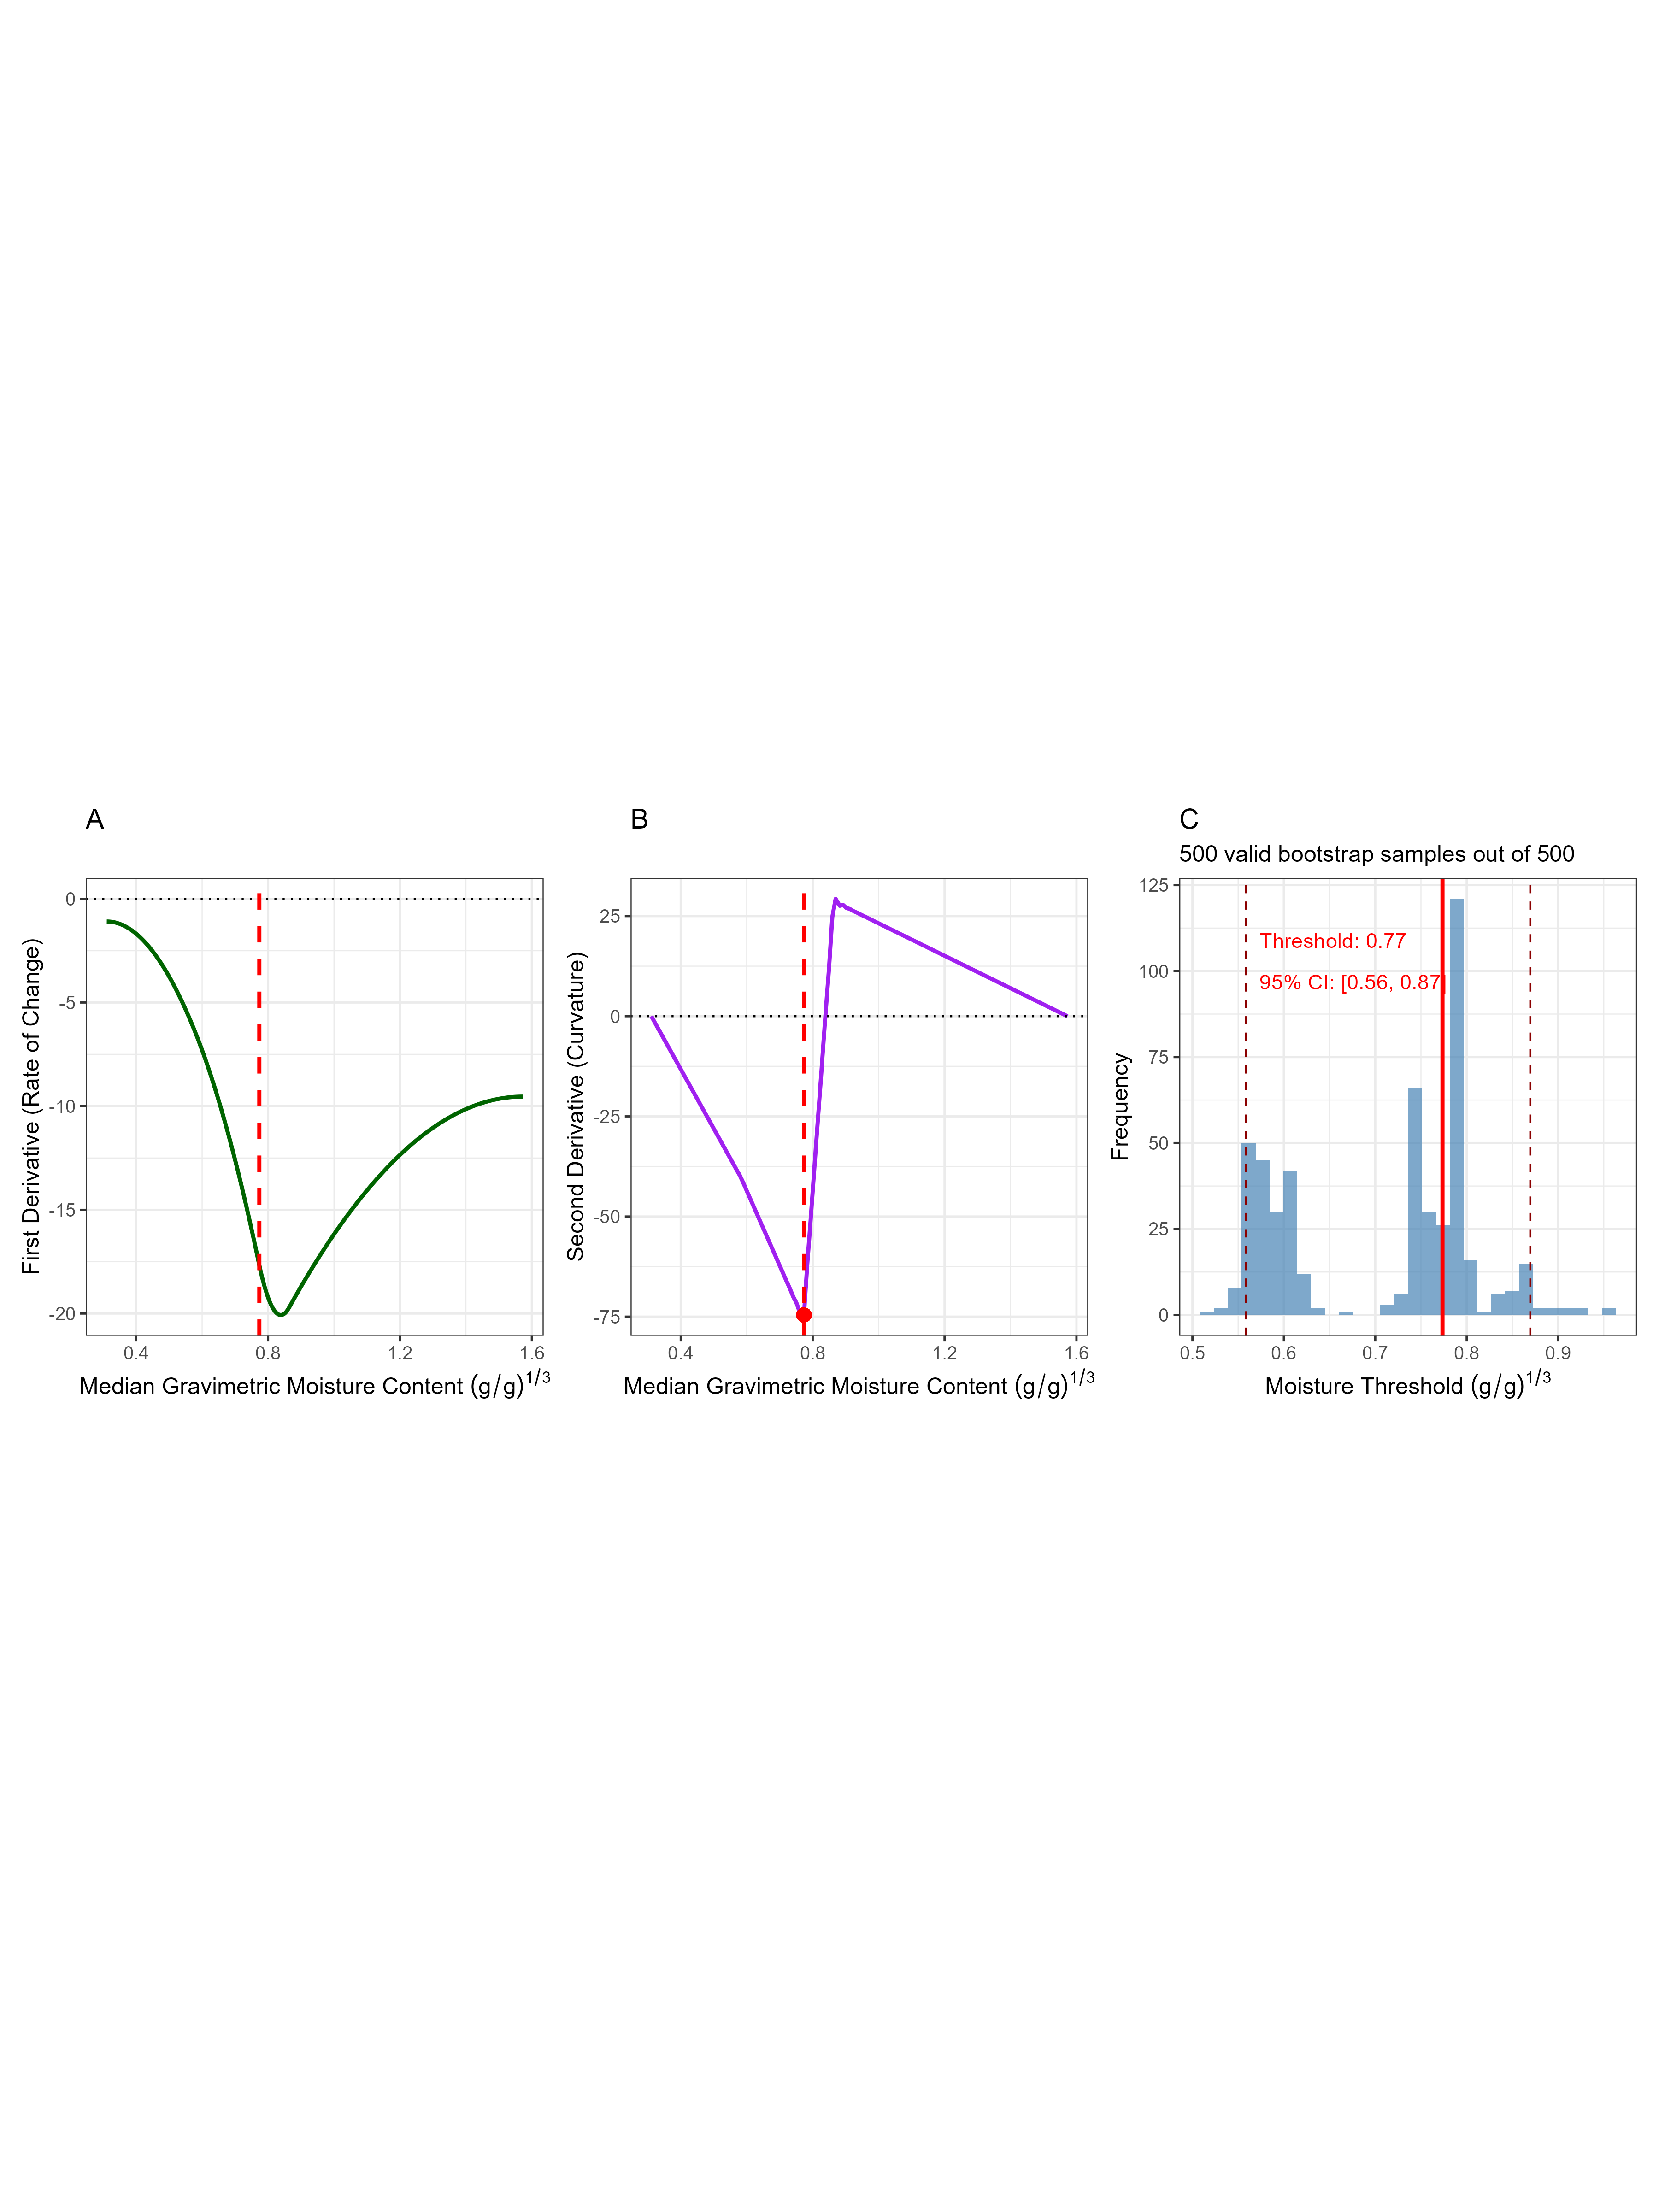 A
B
C
500 valid bootstrap samples out of 500
First Derivative (Rate of Change)
0
-5
-10
-15
-20
0.4
0.8
1.2
1.6
Median Gravimetric Moisture Content (g/g)^1/3
Second Derivative (Curvature)
25
0
-25
-50
-75
0.4
0.8
1.2
1.6
Median Gravimetric Moisture Content (g/g)^1/3
Frequency
125
100
75
50
25
0
Threshold: 0.77
95% CI: [0.56, 0.87]
0.5
0.6
0.7
0.8
0.9
Moisture Threshold (g/g)^1/3